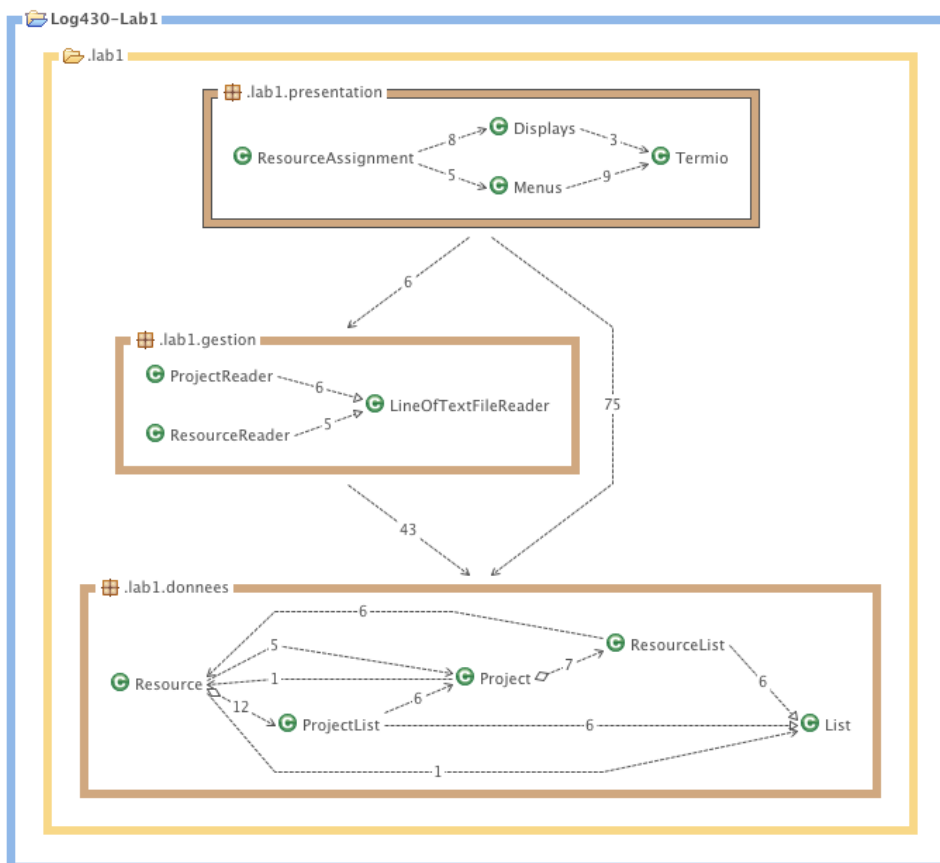 Log430-Lab1
.lab1
.lab1.presentation
Displays
8
3
ResourceAssignment
Termio
5
9
Menus
6
.lab1.gestion
ProjectReader
6
LineOfTextFileReader
75
5
ResourceReader
43
.lab1.donnees
6
5
ResourceList
7
Project
1
Resource
6
6
12
ProjectList
6
List
1